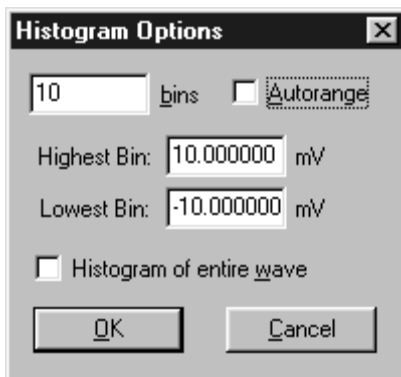 Histogram Options
10 bins Autorange
Highest Bin: 10.000000 mV
Lowest Bin: -10.000000 mV
Histogram of entire wave
OK Cancel